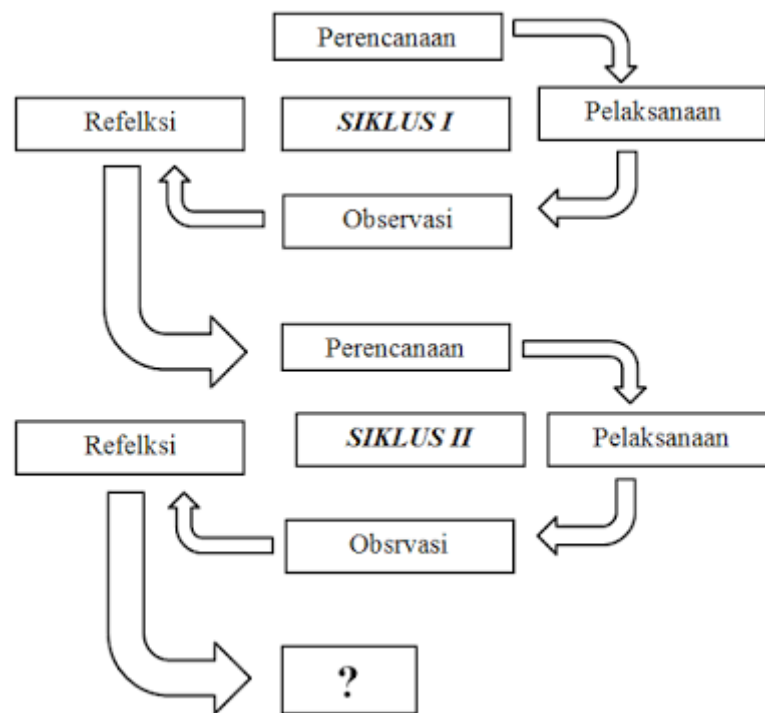 Perencanaan
Refelksi
SIKLUS I
Pelaksanaan
Observasi
Perencanaan
Refelksi
SIKLUS II
Pelaksanaan
Obsrvasi
?